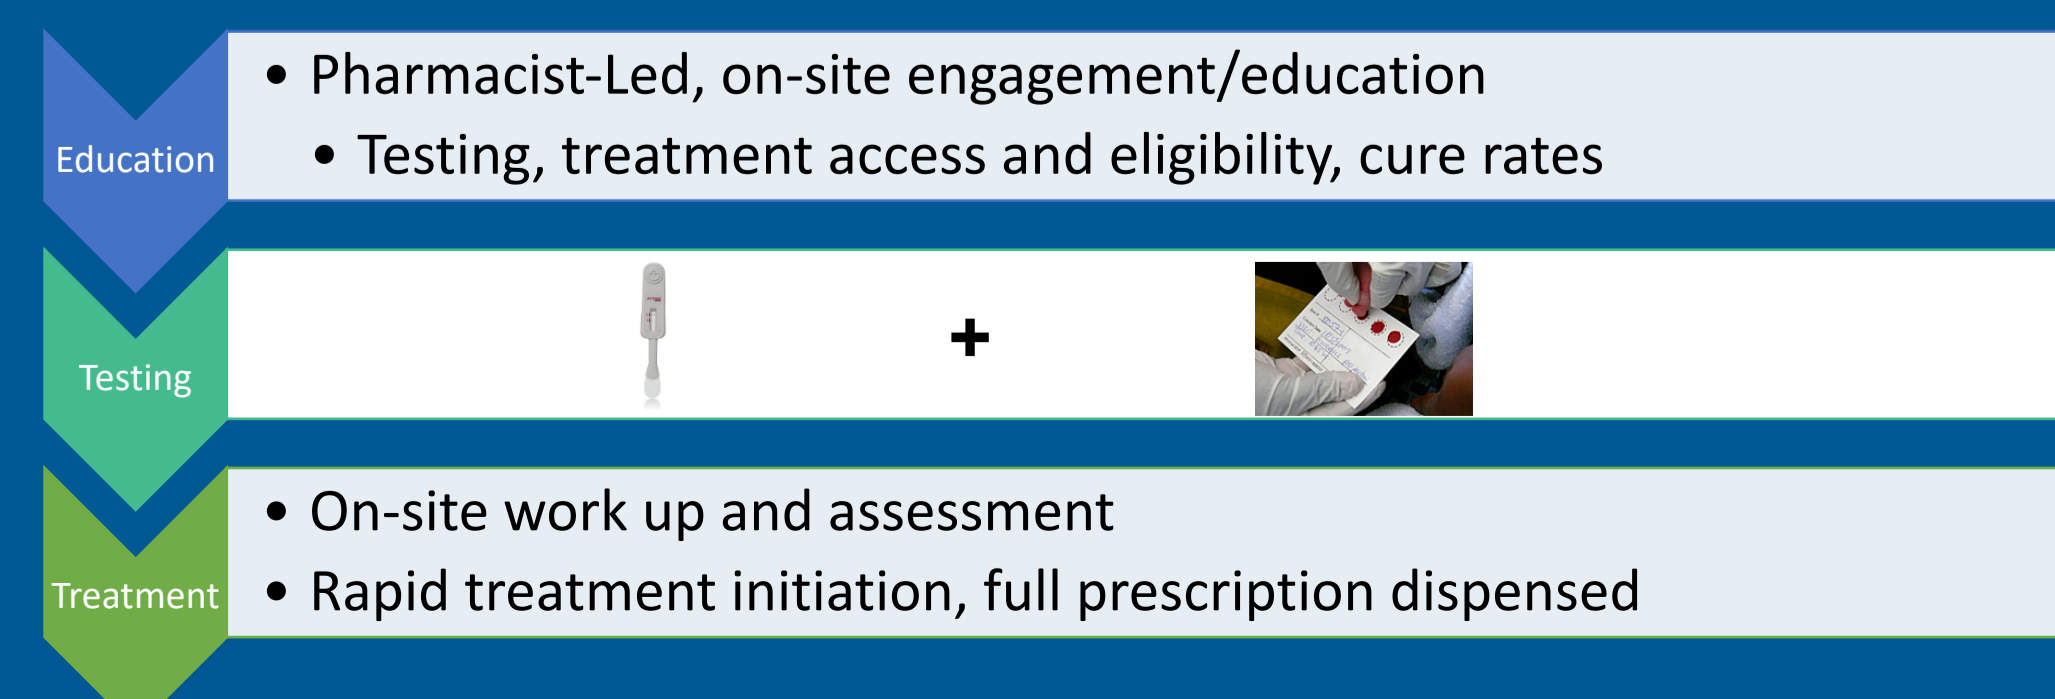 • Pharmacist-Led, on-site engagement/education
• Testing, treatment access and eligibility, cure rates
Education
+
Testing
• On-site work up and assessment
• Rapid treatment initiation, full prescription dispensed
Treatment